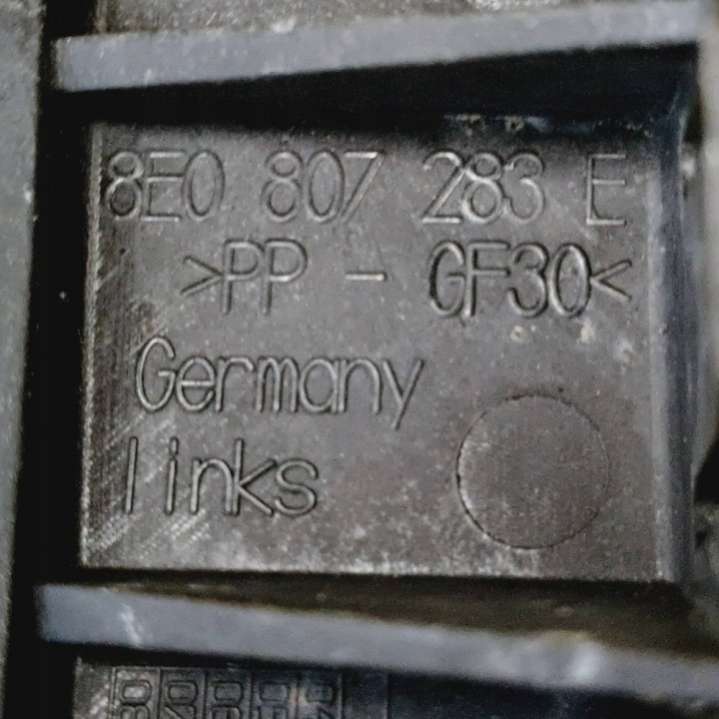 8E0 807 283 E
>PP - GF30<
Germany
links